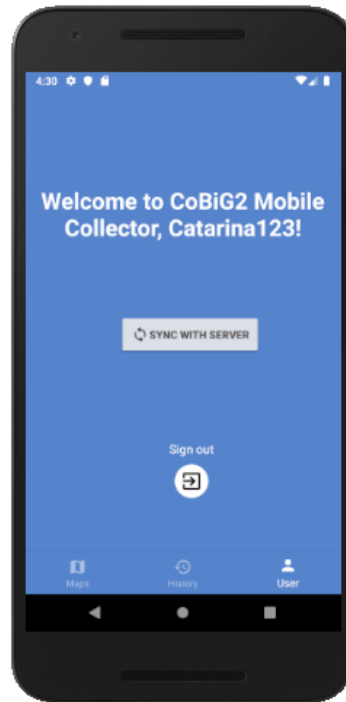 4:30
Welcome to CoBiG2 Mobile
Collector, Catarina123!
SYNC WITH SERVER
Sign out
Maps
History
User